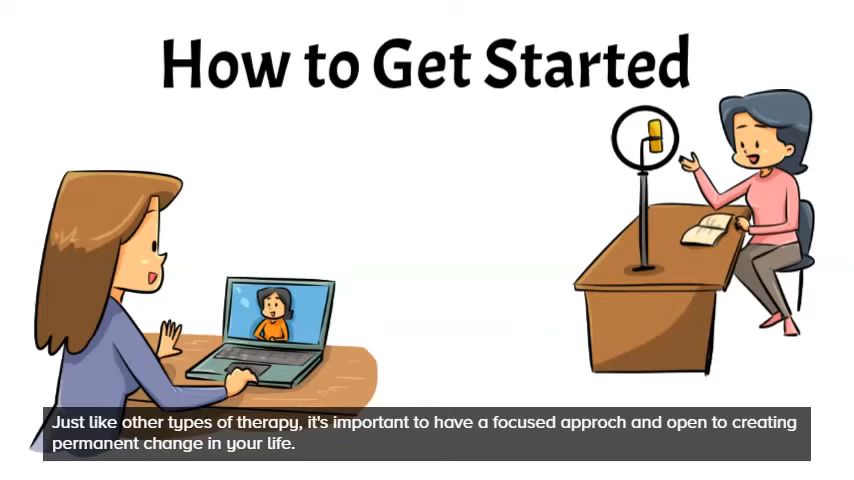 How to Get Started
Just like other types of therapy, it's important to have a focused approch and open to creating
permanent change in your life.